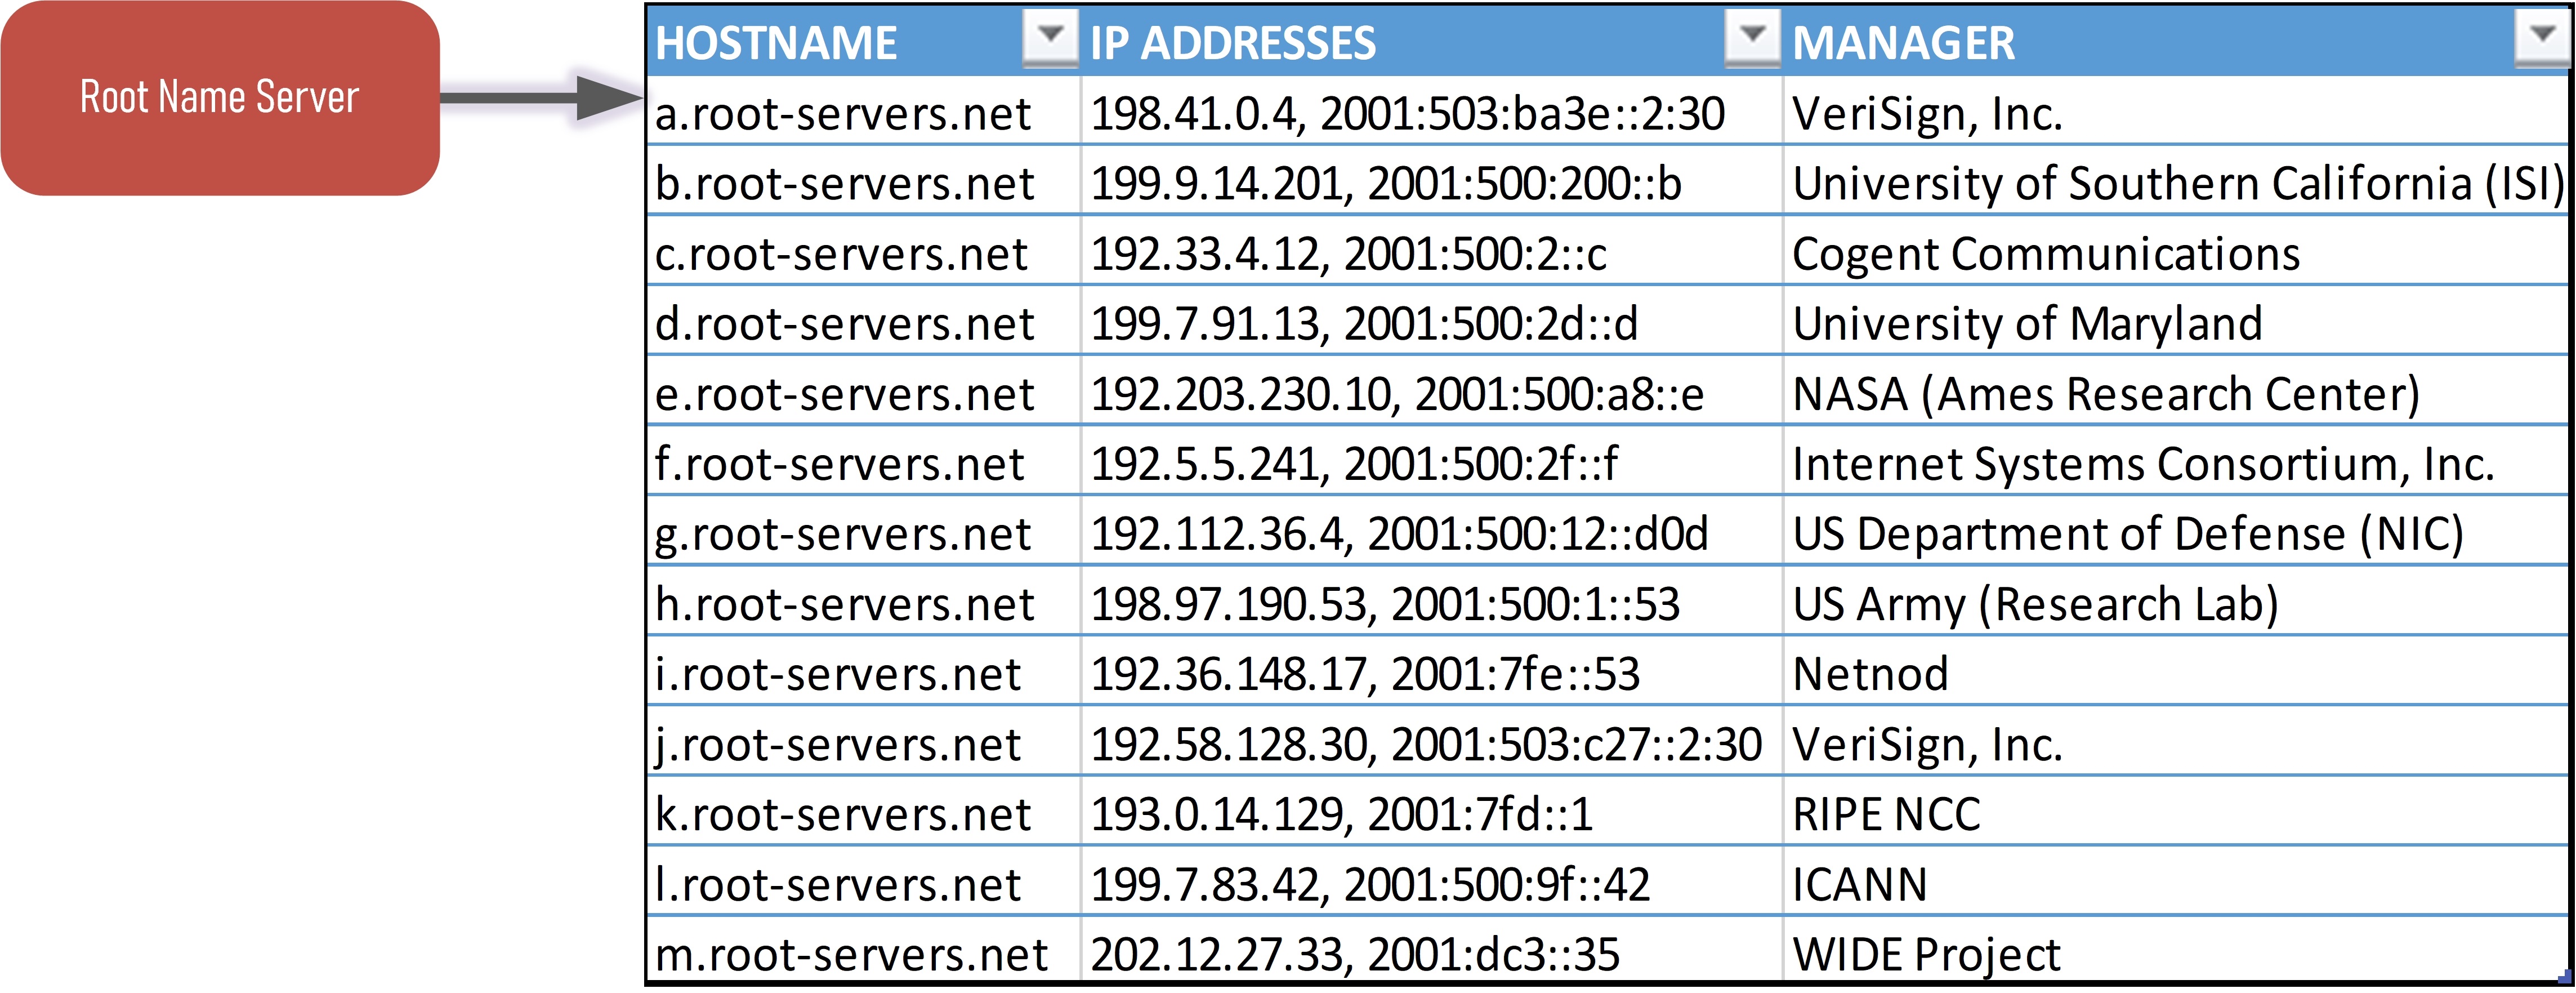 Root Name Server
HOSTNAME IP ADDRESSES MANAGER
a.root-servers.net 198.41.0.4, 2001:503:ba3e::2:30 VeriSign, Inc.
b.root-servers.net 199.9.14.201, 2001:500:200::b University of Southern California (ISI)
c.root-servers.net 192.33.4.12, 2001:500:2::c Cogent Communications
d.root-servers.net 199.7.91.13, 2001:500:2d::d University of Maryland
e.root-servers.net 192.203.230.10, 2001:500:a8::e NASA (Ames Research Center)
f.root-servers.net 192.5.5.241, 2001:500:2f::f Internet Systems Consortium, Inc.
g.root-servers.net 192.112.36.4, 2001:500:12::d0d US Department of Defense (NIC)
h.root-servers.net 198.97.190.53, 2001:500:1::53 US Army (Research Lab)
i.root-servers.net 192.36.148.17, 2001:7fe::53 Netnod
j.root-servers.net 192.58.128.30, 2001:503:c27::2:30 VeriSign, Inc.
k.root-servers.net 193.0.14.129, 2001:7fd::1 RIPE NCC
l.root-servers.net 199.7.83.42, 2001:500:9f::42 ICANN
m.root-servers.net 202.12.27.33, 2001:dc3::35 WIDE Project